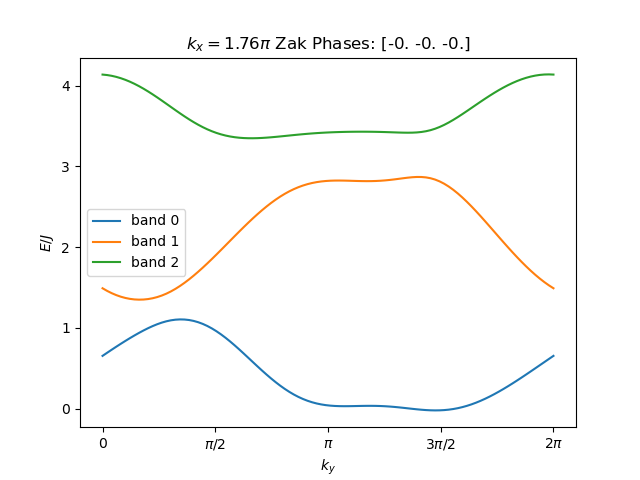 $k_x = 1.76\pi$ Zak Phases: [-0. -0. -0.]
E/J
4
3
2
1
0
band 0
band 1
band 2
0
π/2
π
3π/2
2π
$k_y$